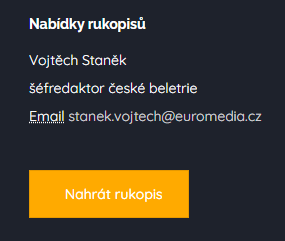 Nabídky rukopisů
Vojtěch Staněk
šéfredaktor české beletrie
Email stanek.vojtech@euromedia.cz
Nahrát rukopis